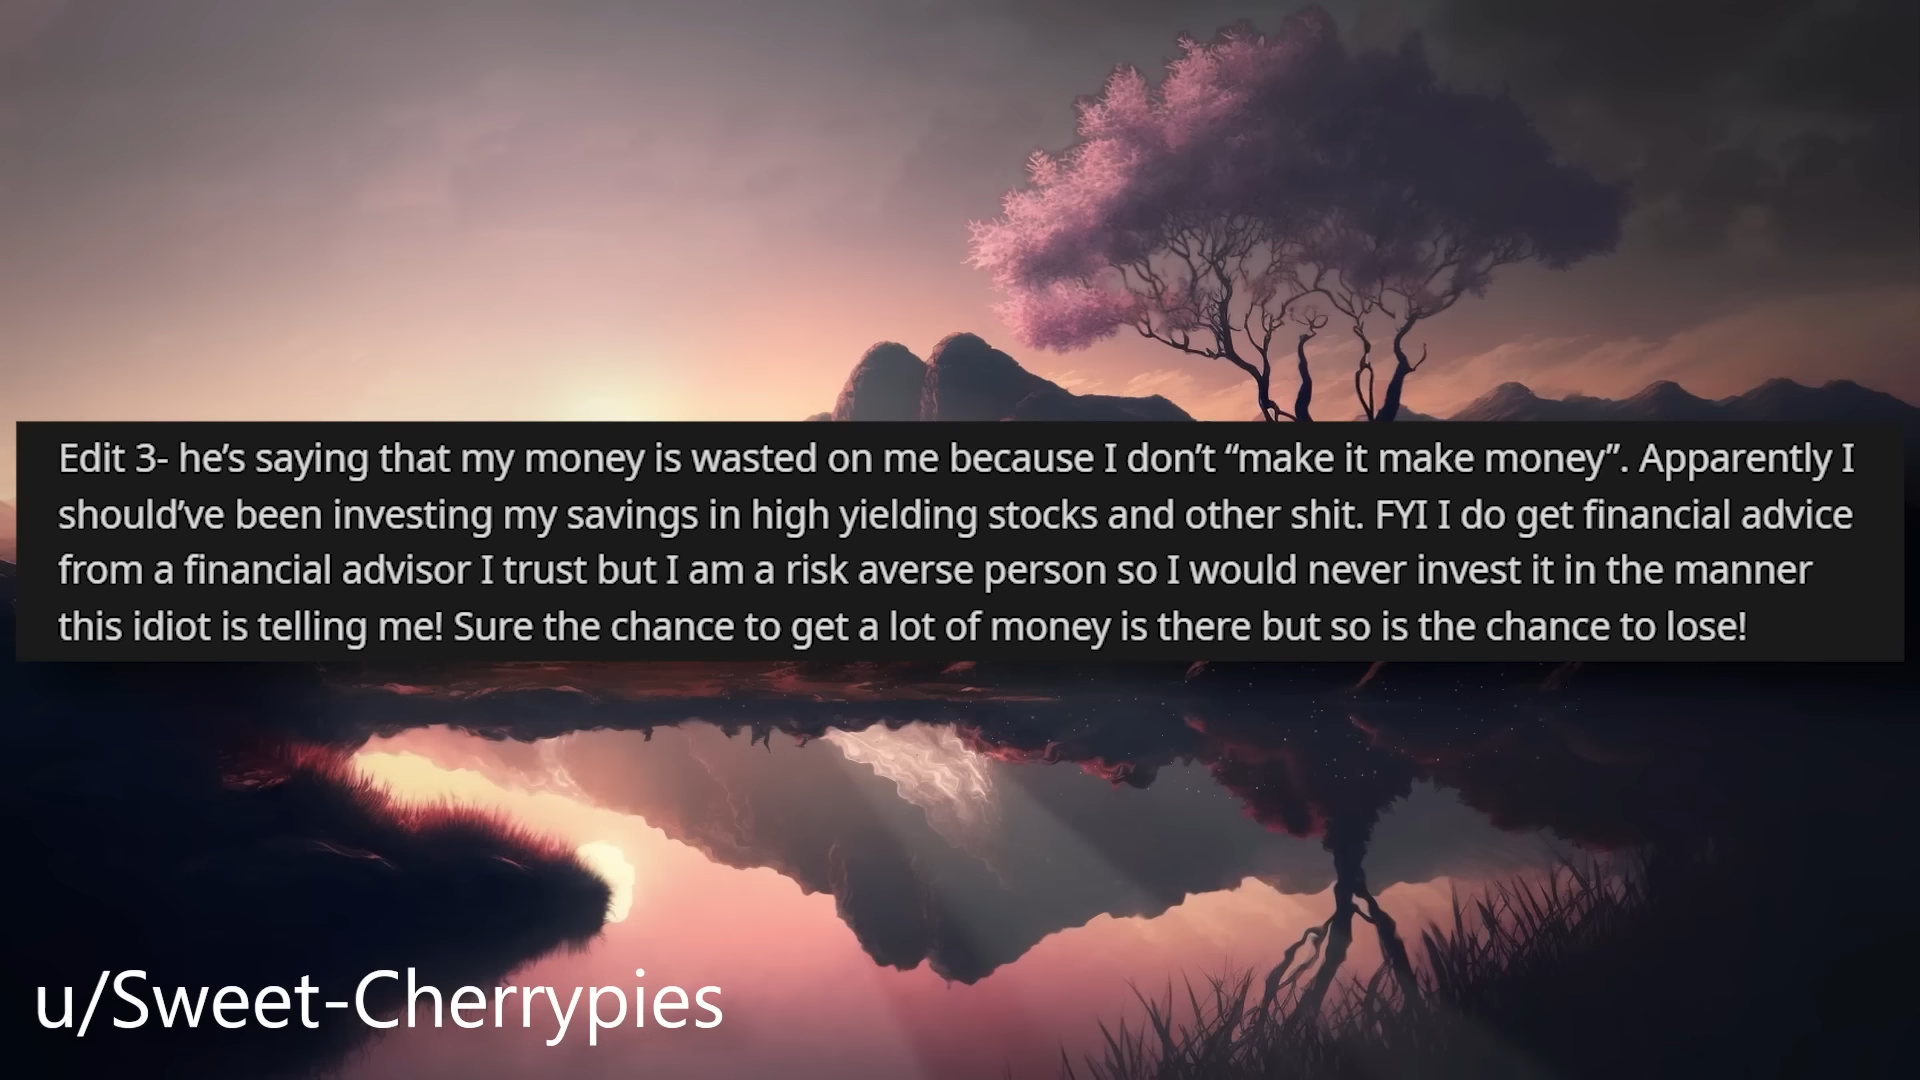 Edit 3- he’s saying that my money is wasted on me because I don’t “make it make money”. Apparently I
should’ve been investing my savings in high yielding stocks and other shit. FYI I do get financial advice
from a financial advisor I trust but I am a risk averse person so I would never invest it in the manner
this idiot is telling me! Sure the chance to get a lot of money is there but so is the chance to lose!
u/Sweet-Cherrypies